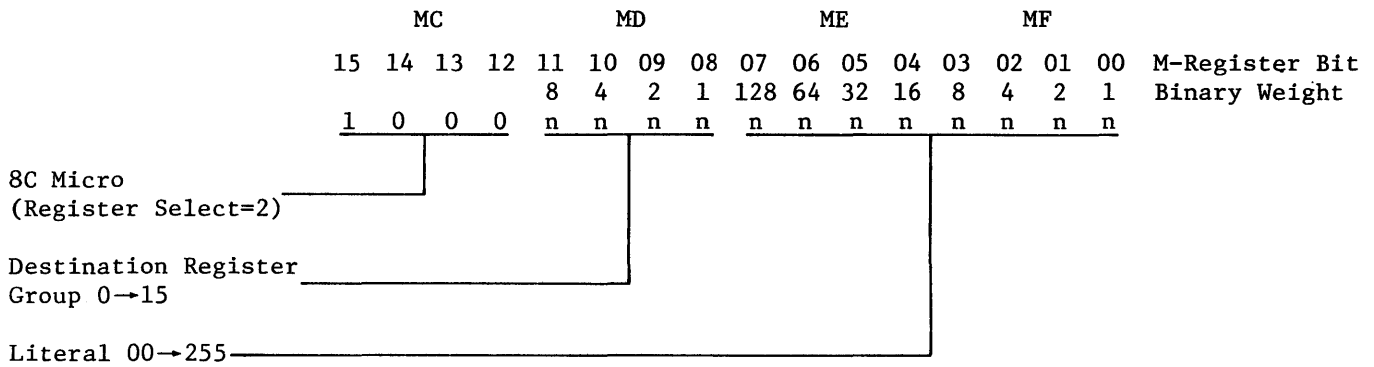 MC MD ME MF
15 14 13 12 11 10 09 08 07 06 05 04 03 02 01 00 M-Register Bit
8 4 2 1 128 64 32 16 8 4 2 1 Binary Weight
1 0 0 0 n n n n n n n n n n n n
8C Micro
(Register Select=2)
Destination Register
Group 0→15
Literal 00→255